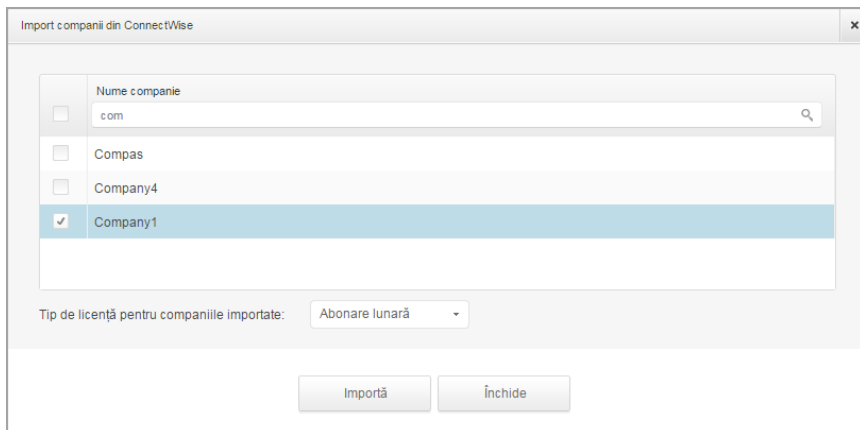 Import companii din ConnectWise
Nume companie
com
Compas
Company4
Company1
Tip de licență pentru companiile importate: Abonare lunară
Importă Închide